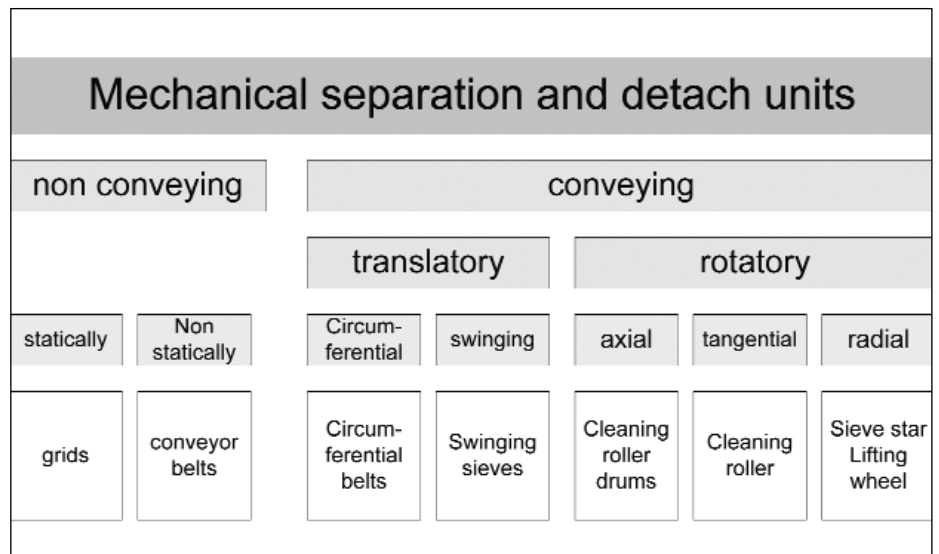 Mechanical separation and detach units
non conveying
conveying
translatory
rotatory
statically
Non
statically
Circum-
ferential
swinging
axial
tangential
radial
grids
conveyor
belts
Circum-
ferential
belts
Swinging
sieves
Cleaning
roller
drums
Cleaning
roller
Sieve star
Lifting
wheel